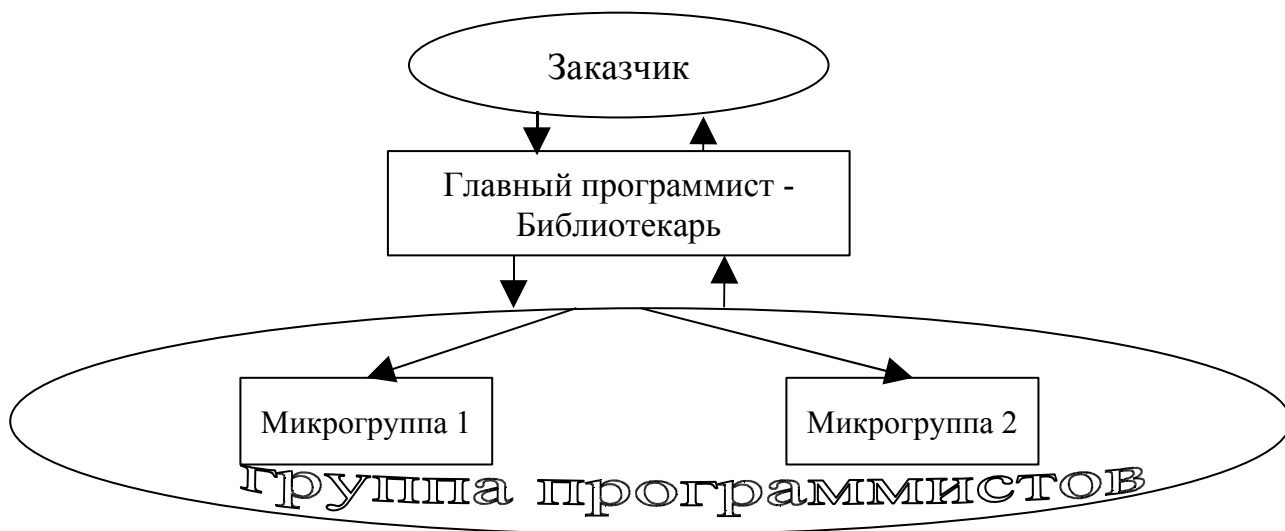 Заказчик
Главный программист -
Библиотекарь
Микрогруппа 1
Микрогруппа 2
группа программистов